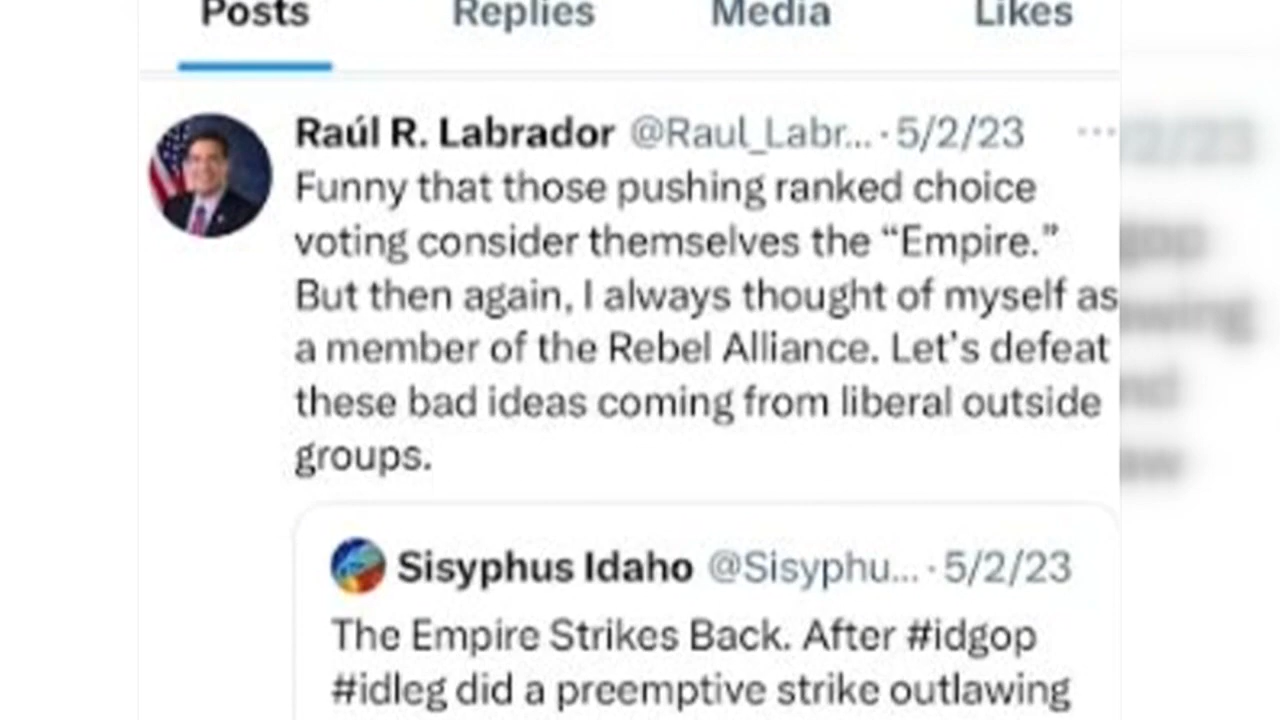 Posts Replies Media Likes
Raúl R. Labrador @Raul_Labr... · 5/2/23 ...
Funny that those pushing ranked choice
voting consider themselves the “Empire.”
But then again, I always thought of myself as
a member of the Rebel Alliance. Let’s defeat
these bad ideas coming from liberal outside
groups.
Sisyphus Idaho @Sisyphu... · 5/2/23
The Empire Strikes Back. After #idgop
#idleg did a preemptive strike outlawing